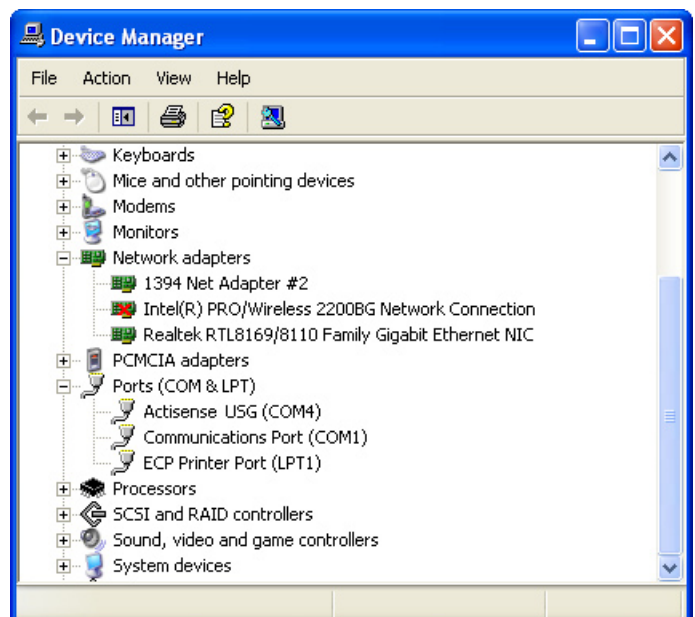 Device Manager
File Action View Help
Keyboards
Mice and other pointing devices
Modems
Monitors
Network adapters
1394 Net Adapter #2
Intel(R) PRO/Wireless 2200BG Network Connection
Realtek RTL8169/8110 Family Gigabit Ethernet NIC
PCMCIA adapters
Ports (COM & LPT)
Actisense USG (COM4)
Communications Port (COM1)
ECP Printer Port (LPT1)
Processors
SCSI and RAID controllers
Sound, video and game controllers
System devices